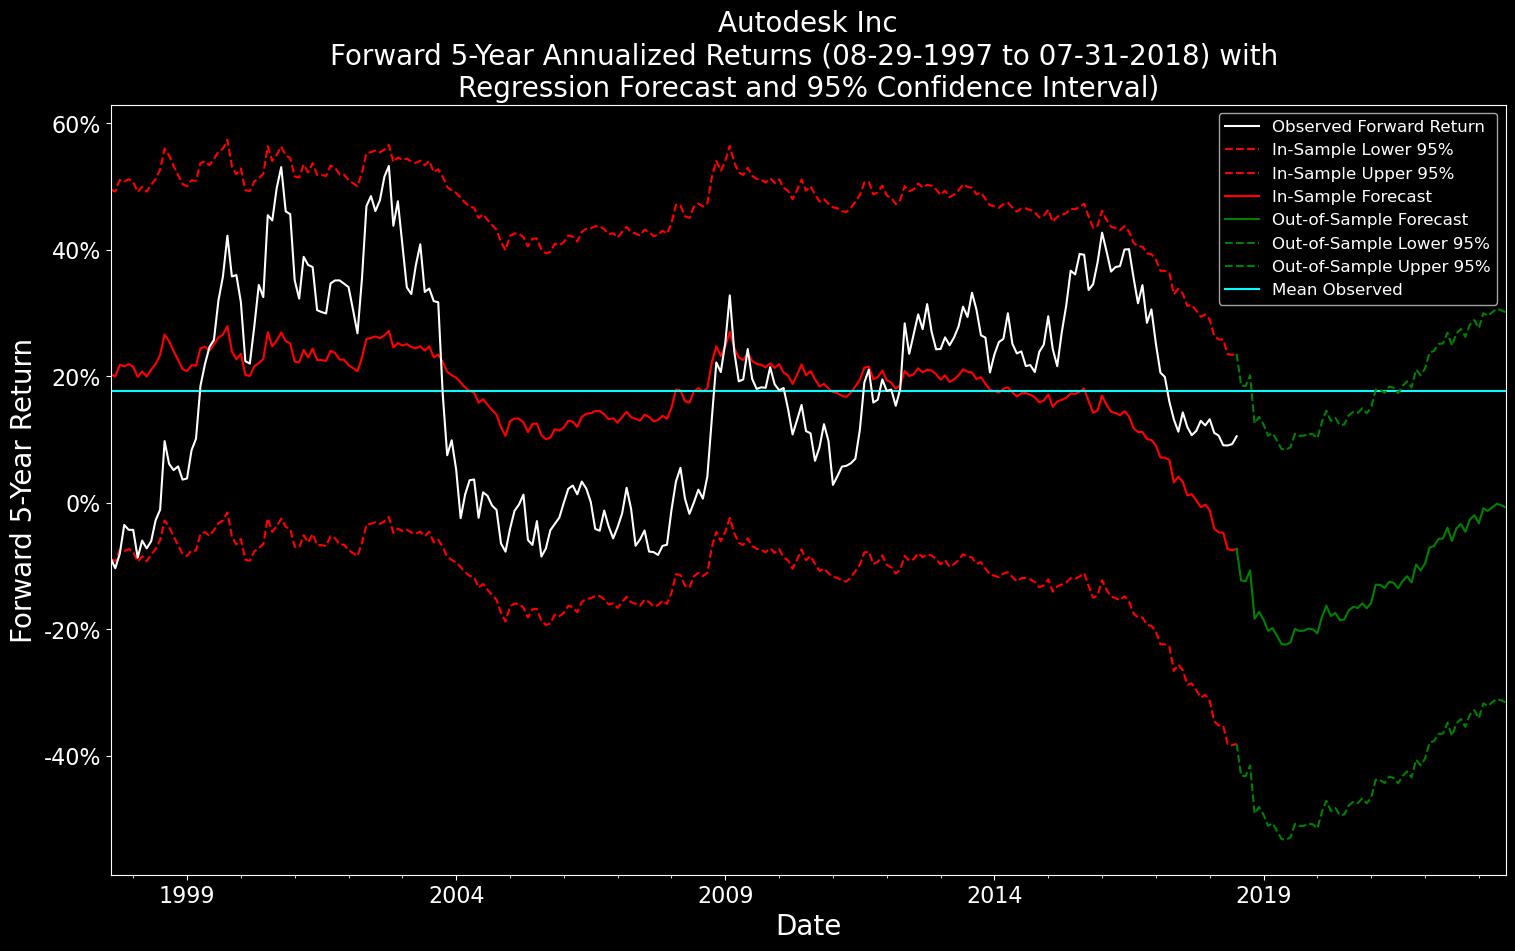 Autodesk Inc
Forward 5-Year Annualized Returns (08-29-1997 to 07-31-2018) with
Regression Forecast and 95% Confidence Interval)
Forward 5-Year Return
60%
40%
20%
0%
-20%
-40%
Observed Forward Return
In-Sample Lower 95%
In-Sample Upper 95%
In-Sample Forecast
Out-of-Sample Forecast
Out-of-Sample Lower 95%
Out-of-Sample Upper 95%
Mean Observed
1999 2004 2009 2014 2019
Date